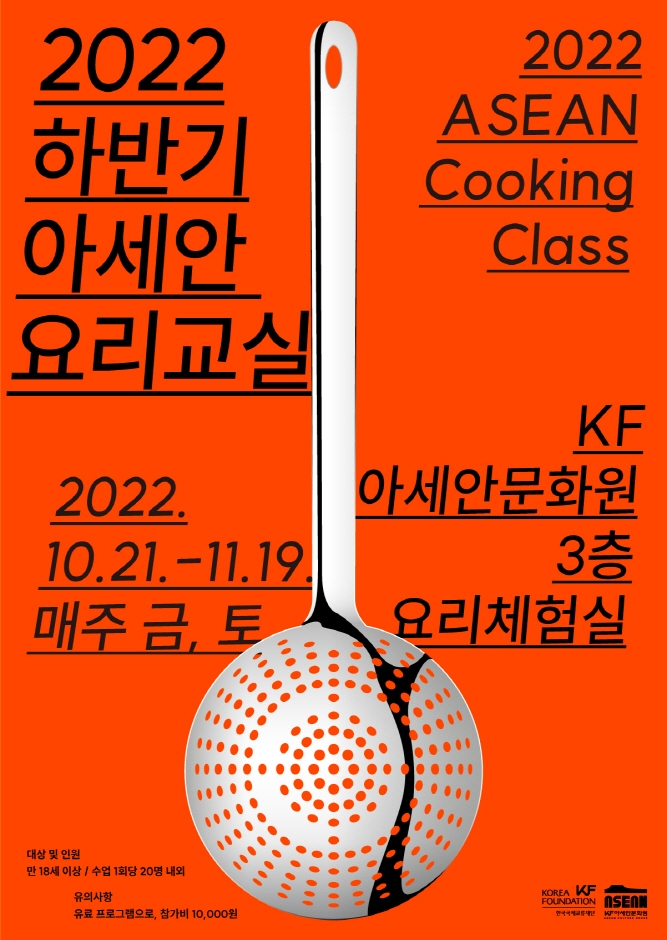 2022
하반기
아세안
요리교실
2022
ASEAN
Cooking
Class
KF
아세안문화원
3층
요리체험실
2022.
10.21.-11.19.
매주 금, 토
대상 및 인원
만 18세 이상 / 수업 1회당 20명 내외
유의사항
유료 프로그램으로, 참가비 10,000원
KOREA KF
FOUNDATION
한국국제교류재단
ASEAN
KF아세안문화원